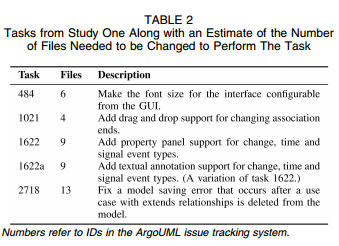 TABLE 2
Tasks from Study One Along with an Estimate of the Number
of Files Needed to be Changed to Perform The Task
Task Files Description
484 6 Make the font size for the interface configurable
from the GUI.
1021 4 Add drag and drop support for changing association
ends.
1622 9 Add property panel support for change, time and
signal event types.
1622a 9 Add textual annotation support for change, time and
signal event types. (A variation of task 1622.)
2718 13 Fix a model saving error that occurs after a use
case with extends relationships is deleted from the
model.
Numbers refer to IDs in the ArgoUML issue tracking system.